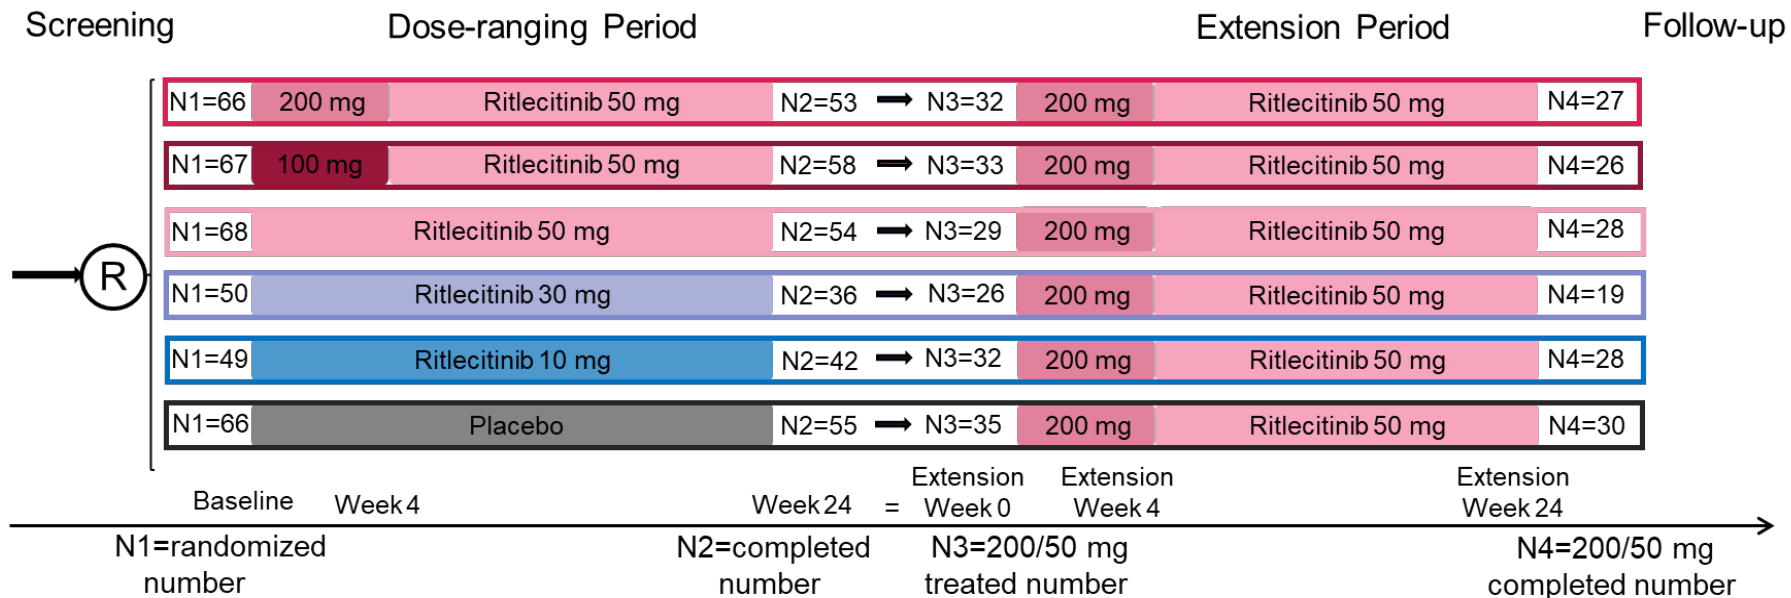 Screening Dose-ranging Period Extension Period Follow-up
N1=66 200 mg Ritlecitinib 50 mg N2=53 N3=32 200 mg Ritlecitinib 50 mg N4=27
N1=67 100 mg Ritlecitinib 50 mg N2=58 N3=33 200 mg Ritlecitinib 50 mg N4=26
N1=68 Ritlecitinib 50 mg N2=54 N3=29 200 mg Ritlecitinib 50 mg N4=28
R
N1=50 Ritlecitinib 30 mg N2=36 N3=26 200 mg Ritlecitinib 50 mg N4=19
N1=49 Ritlecitinib 10 mg N2=42 N3=32 200 mg Ritlecitinib 50 mg N4=28
N1=66 Placebo N2=55 N3=35 200 mg Ritlecitinib 50 mg N4=30
Baseline Week 4 Week 24 = Extension Week 0 Extension Week 4 Extension Week 24
N1=randomized number
N2=completed number
N3=200/50 mg treated number
N4=200/50 mg completed number